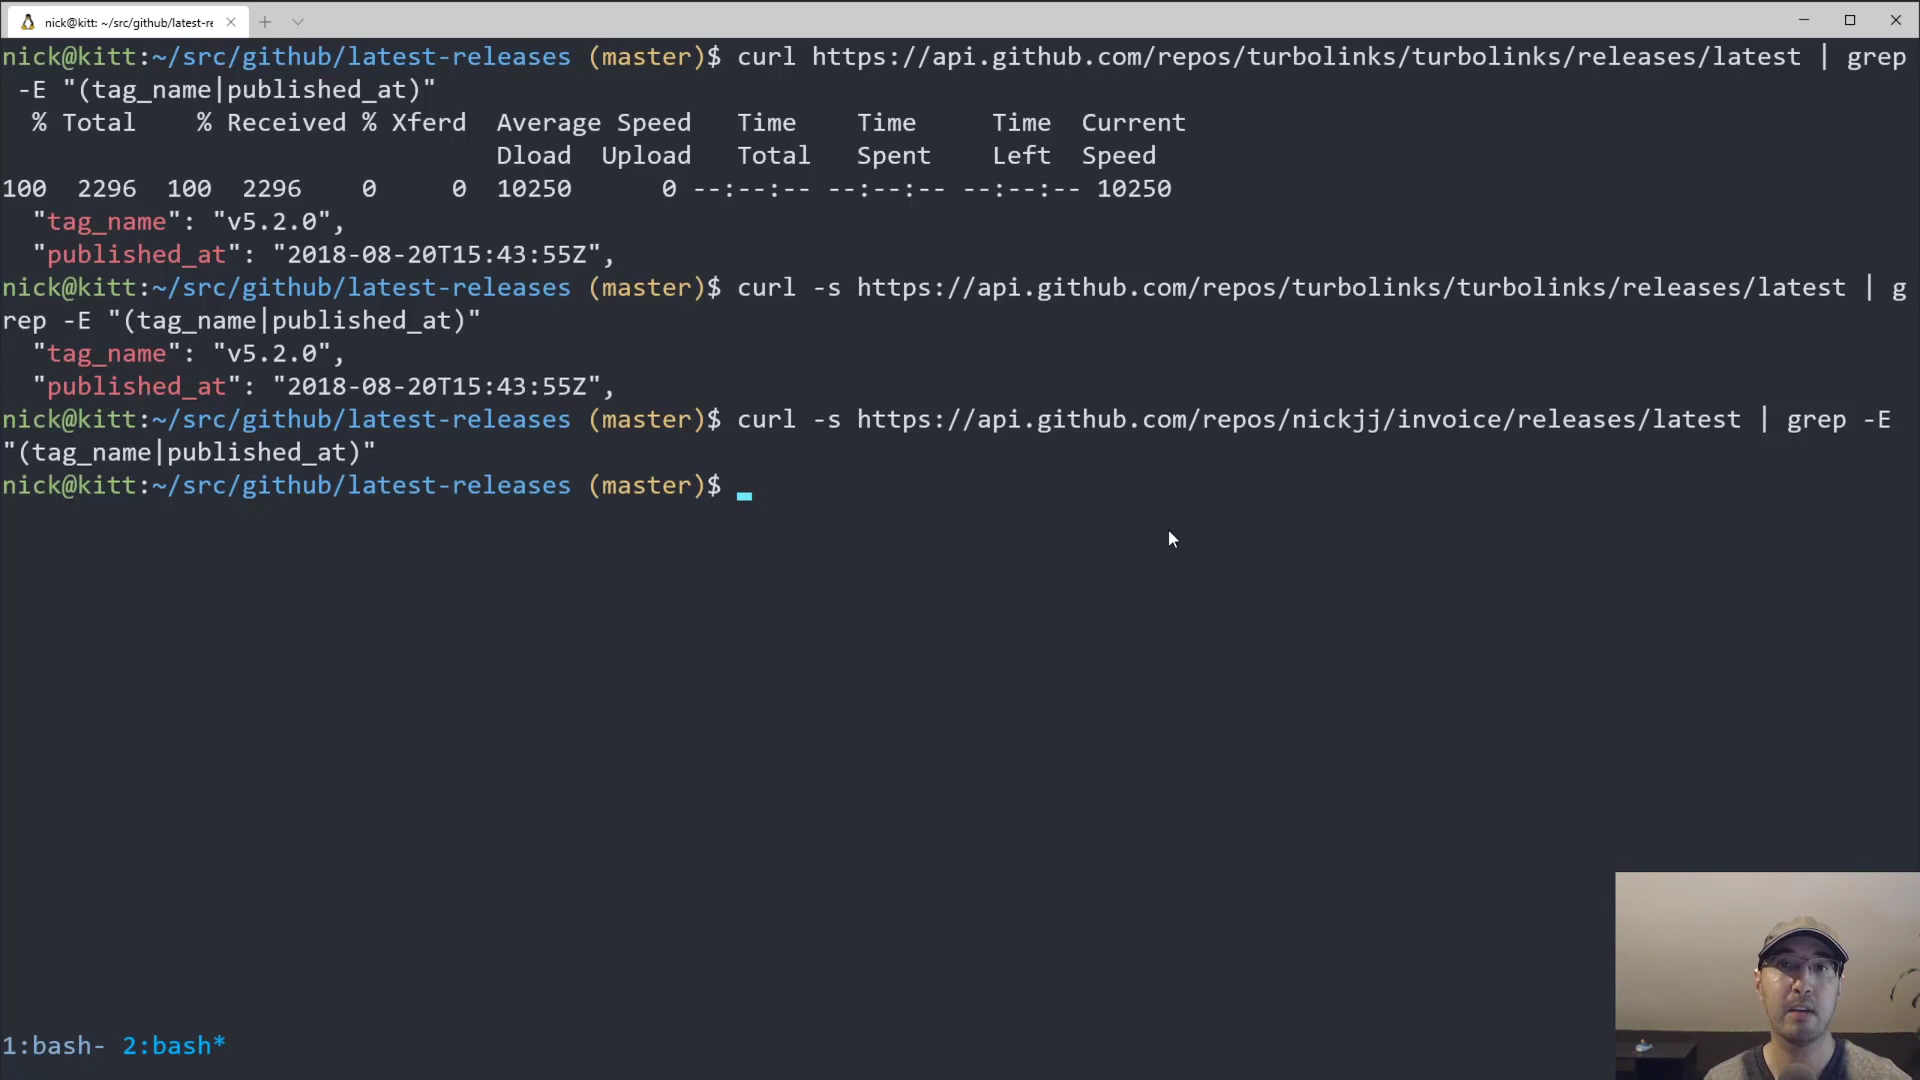 nick@kitt: ~/src/github/latest-re
nick@kitt:~/src/github/latest-releases (master)$ curl https://api.github.com/repos/turbolinks/turbolinks/releases/latest | grep
-E "(tag_name|published_at)"
% Total % Received % Xferd Average Speed Time Time Time Current
Dload Upload Total Spent Left Speed
100 2296 100 2296 0 0 10250 0 --:--:-- --:--:-- --:--:-- 10250
"tag_name": "v5.2.0",
"published_at": "2018-08-20T15:43:55Z",
nick@kitt:~/src/github/latest-releases (master)$ curl -s https://api.github.com/repos/turbolinks/turbolinks/releases/latest | g
rep -E "(tag_name|published_at)"
"tag_name": "v5.2.0",
"published_at": "2018-08-20T15:43:55Z",
nick@kitt:~/src/github/latest-releases (master)$ curl -s https://api.github.com/repos/nickjj/invoice/releases/latest | grep -E
"(tag_name|published_at)"
nick@kitt:~/src/github/latest-releases (master)$
1:bash- 2:bash*